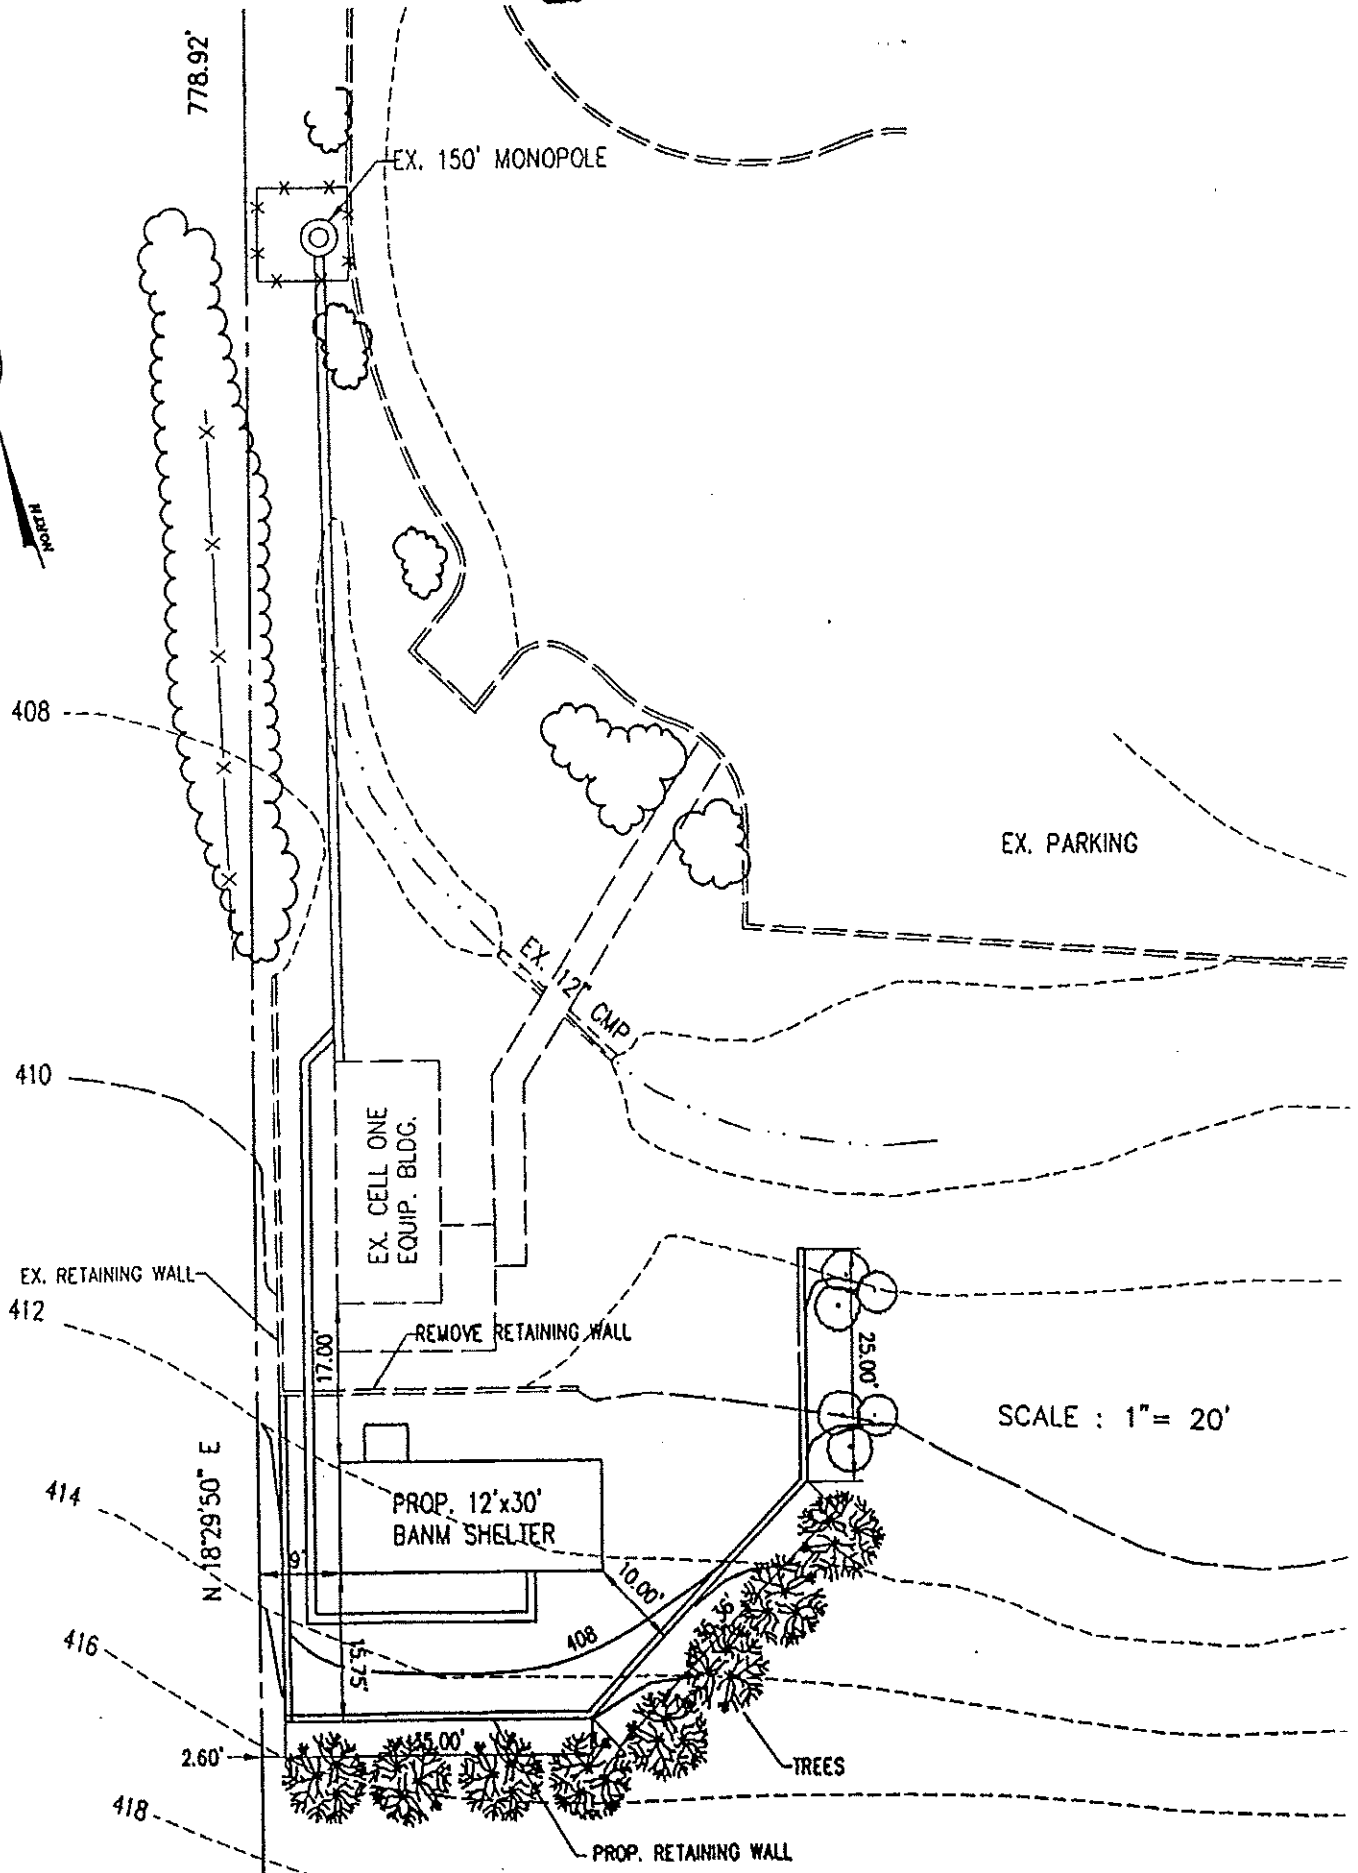 778.92'
EX. 150' MONOPOLE
NORTH
408
EX. PARKING
EX. 12" CMP
410
EX. CELL ONE
EQUIP. BLDG.
EX. RETAINING WALL
412
REMOVE RETAINING WALL
17.00'
25.00'
SCALE : 1"= 20'
N 18°29'50" E
414
PROP. 12'x30'
BANM SHELTER
9'
10.00'
36.36'
408
15.75'
416
35.00'
2.60'
TREES
418
PROP. RETAINING WALL